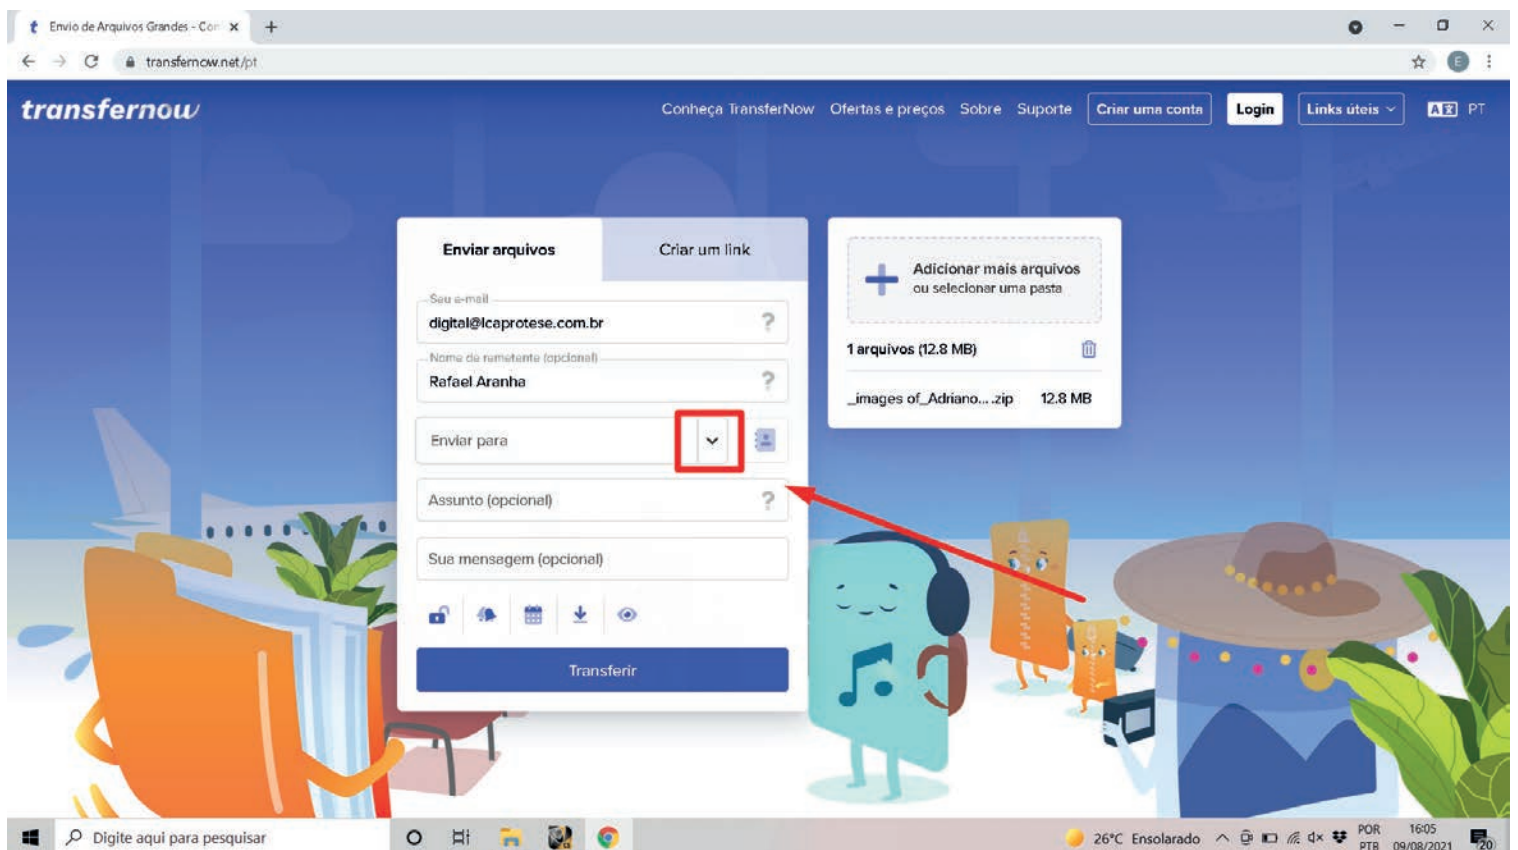 Envio de Arquivos Grandes - Con
transfernow.net/pt
E
transfernow
Conheça TransferNow Ofertas e preços Sobre Suporte Criar uma conta Login Links úteis PT
Enviar arquivos
Criar um link
Seu e-mail
digital@lcaprotese.com.br
Nome de remetente (opcional)
Rafael Aranha
Enviar para
Assunto (opcional)
Sua mensagem (opcional)
Transferir
Adicionar mais arquivos
ou selecionar uma pasta
1 arquivos (12.8 MB)
_images of_Adriano... .zip 12.8 MB
Digite aqui para pesquisar
26°C Ensolarado
POR
PTB
16:05
09/08/2021
20